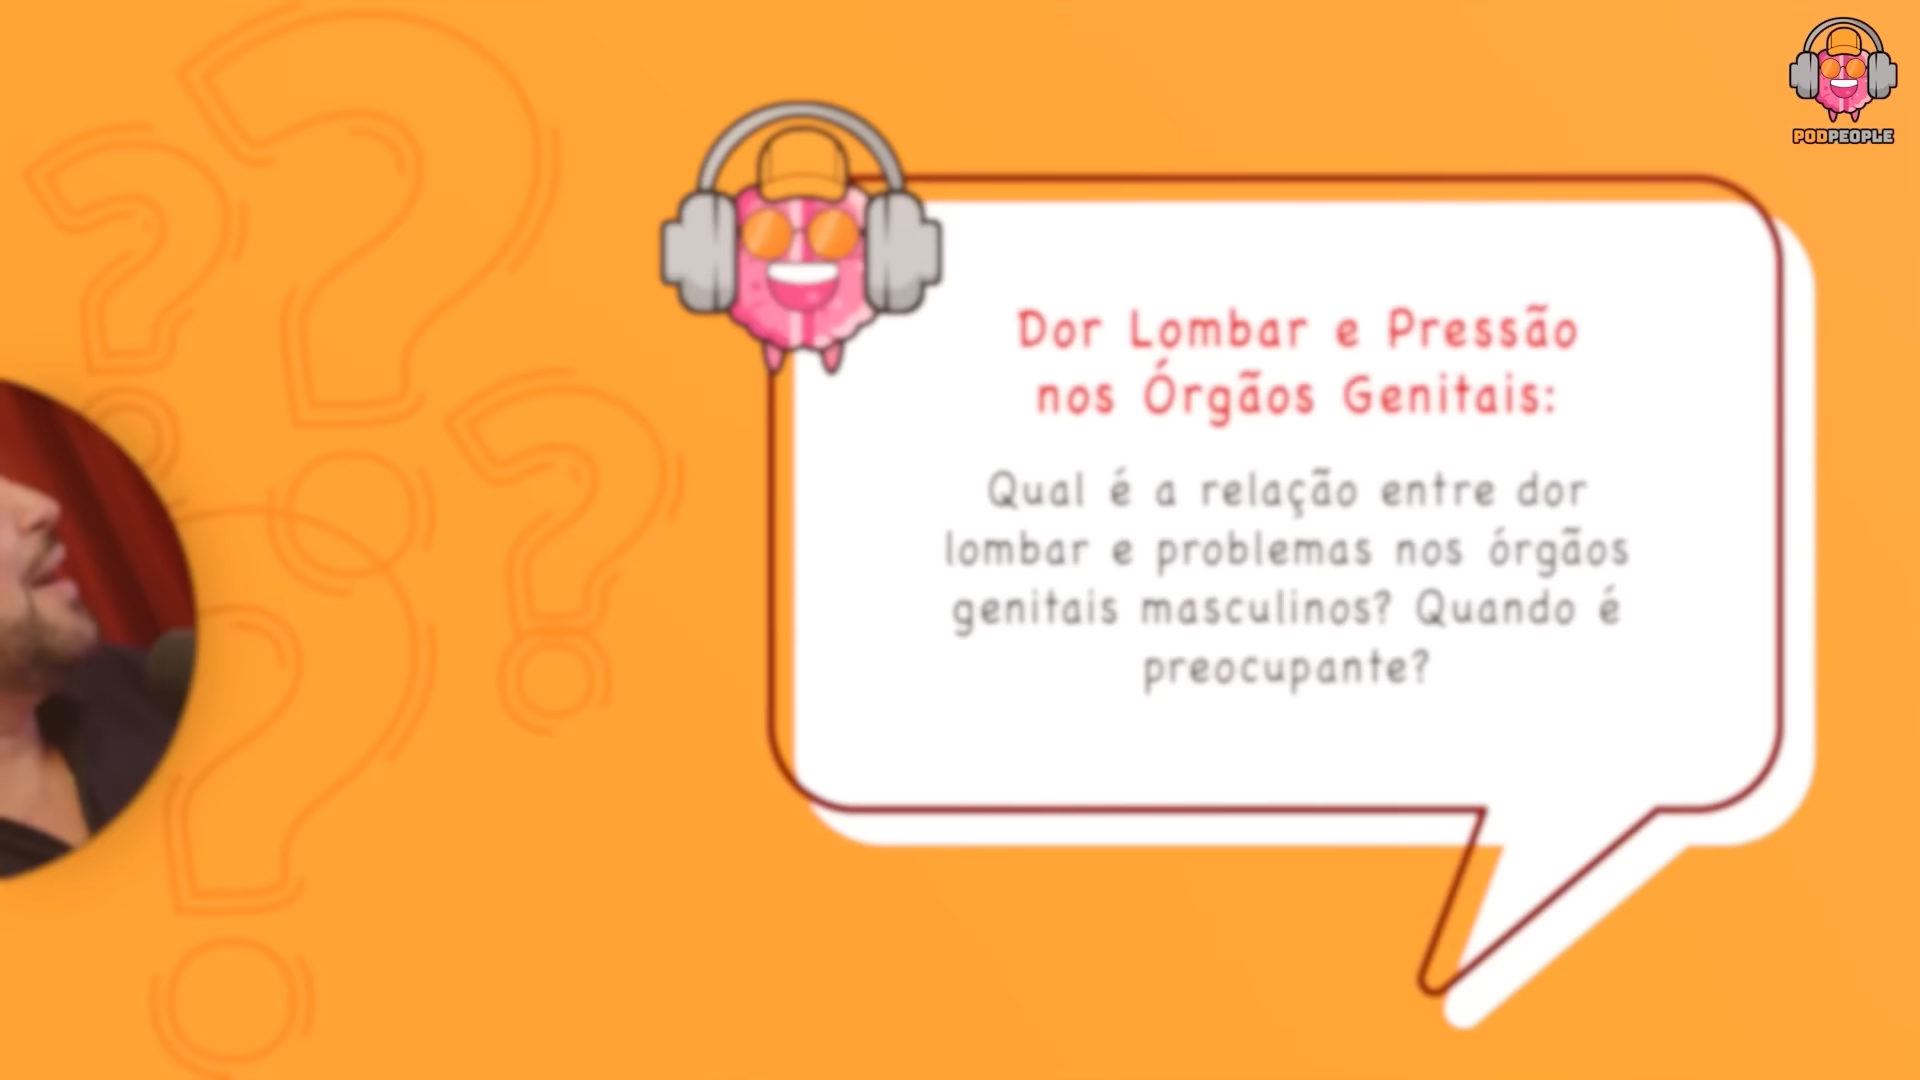 PODPEOPLE
Dor Lombar e Pressão
nos Órgãos Genitais:
Qual é a relação entre dor
lombar e problemas nos órgãos
genitais masculinos? Quando é
preocupante?